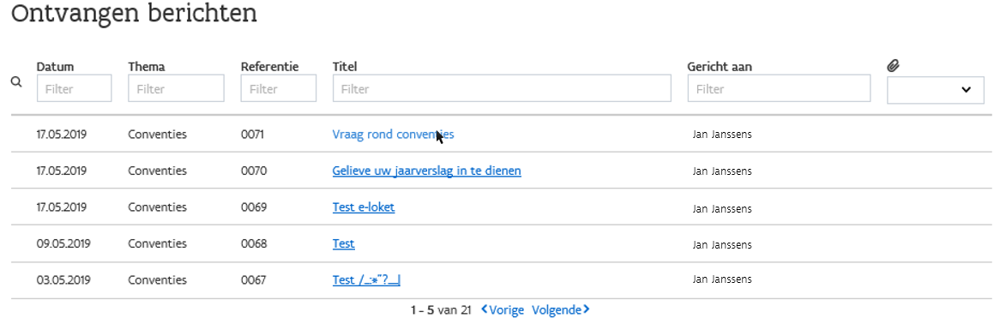 Ontvangen berichten
Datum Thema Referentie Titel Gericht aan
Filter Filter Filter Filter Filter
17.05.2019 Conventies 0071 Vraag rond conventies Jan Janssens
17.05.2019 Conventies 0070 Gelieve uw jaarverslag in te dienen Jan Janssens
17.05.2019 Conventies 0069 Test e-loket Jan Janssens
09.05.2019 Conventies 0068 Test Jan Janssens
03.05.2019 Conventies 0067 Test Jan Janssens
1 - 5 van 21 Vorige Volgende